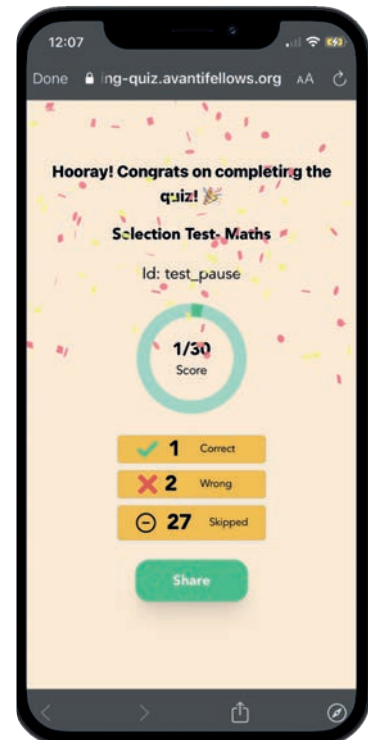 12:07
Done ing-quiz.avantifellows.org AA
Hooray! Congrats on completing the
quiz! 🎉
Selection Test- Maths
Id: test_pause
1/30
Score
1 Correct
2 Wrong
27 Skipped
Share